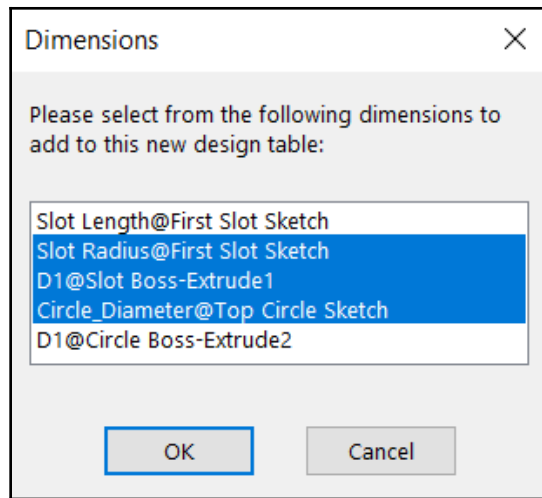 Dimensions
Please select from the following dimensions to
add to this new design table:
Slot Length@First Slot Sketch
Slot Radius@First Slot Sketch
D1@Slot Boss-Extrude1
Circle_Diameter@Top Circle Sketch
D1@Circle Boss-Extrude2
OK
Cancel